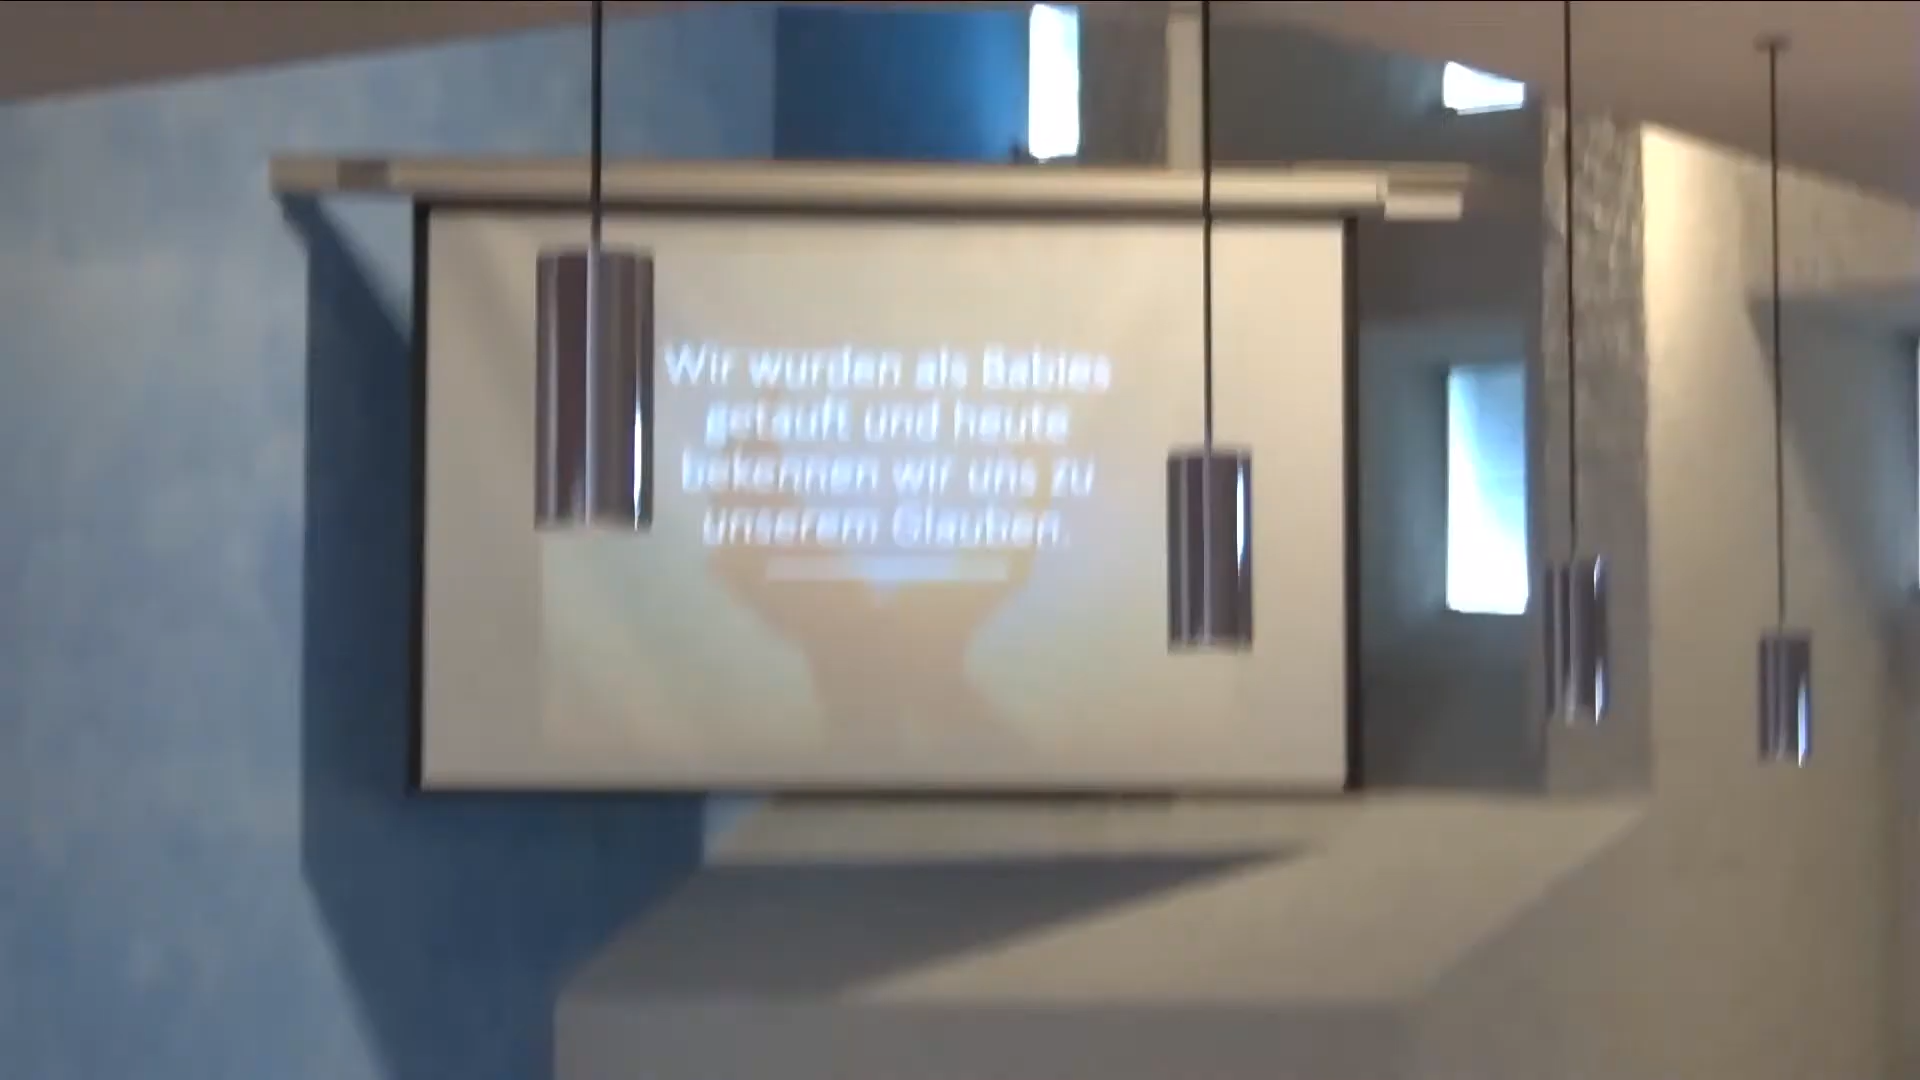 Wir wurden als Babies
getauft und heute
bekennen wir uns zu
unserem Glauben.